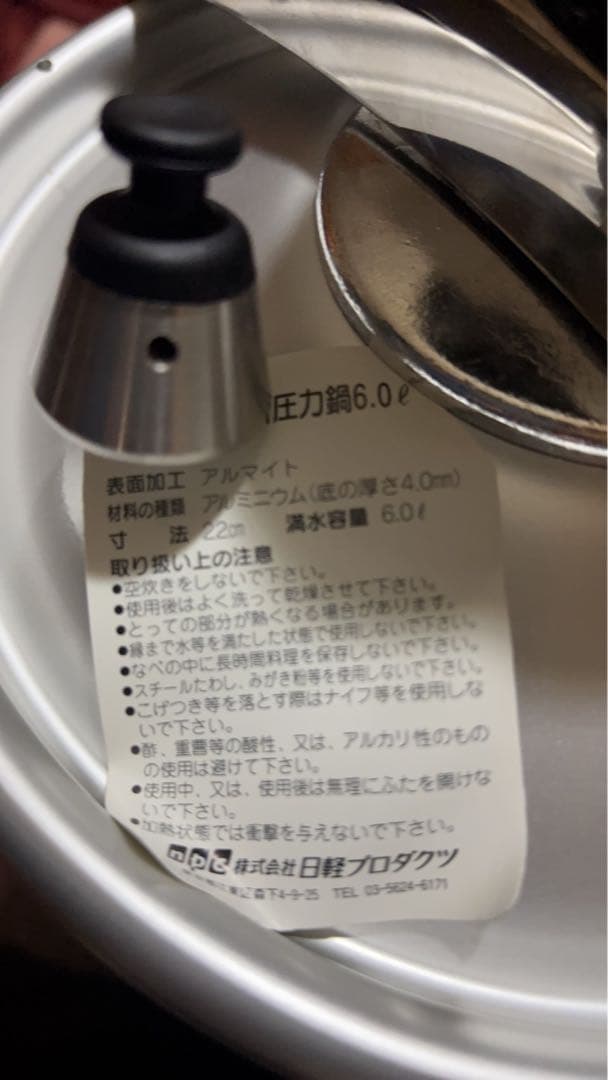 圧力鍋6.0ℓ
表面加工 アルマイト
材料の種類 アルミニウム(底の厚さ4.0㎜)
寸 法 22㎝ 満水容量 6.0ℓ
取り扱い上の注意
●空炊きをしないで下さい。
●使用後はよく洗って乾燥させて下さい。
●とっての部分が熱くなる場合があります。
●縁まで水等を満たした状態で使用しないで下さい。
●なべの中に長時間料理を保存しないで下さい。
●スチールたわし、みがき粉等を使用しないで下さい。
●こげつき等を落とす際はナイフ等を使用しな
いで下さい。
●酢、重曹等の酸性、又は、アルカリ性のもの
の使用は避けて下さい。
●使用中、又は、使用後は無理にふたを開けな
いで下さい。
●加熱状態では衝撃を与えないで下さい。
npc 株式会社日軽プロダクツ
森下4-9-25 TEL 03-5624-6171